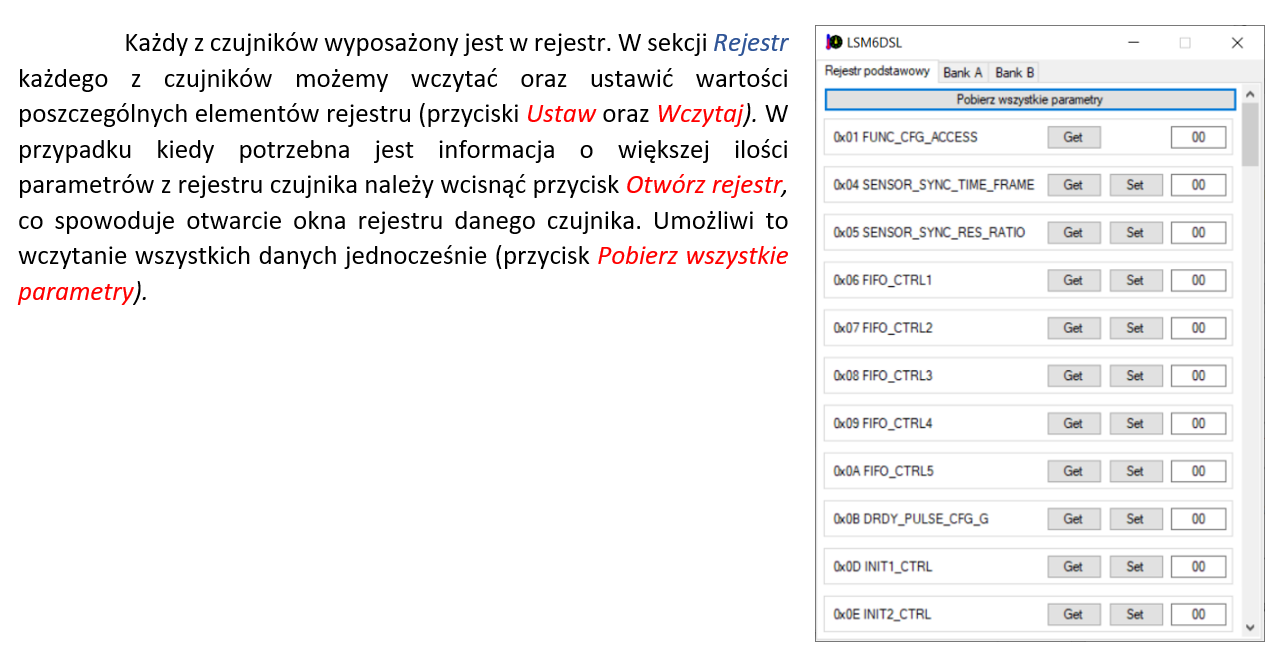 Każdy z czujników wyposażony jest w rejestr. W sekcji Rejestr
każdego z czujników możemy wczytać oraz ustawić wartości
poszczególnych elementów rejestru (przyciski Ustaw oraz Wczytaj). W
przypadku kiedy potrzebna jest informacja o większej ilości
parametrów z rejestru czujnika należy wcisnąć przycisk Otwórz rejestr,
co spowoduje otwarcie okna rejestru danego czujnika. Umożliwi to
wczytanie wszystkich danych jednocześnie (przycisk Pobierz wszystkie
parametry).
LSM6DSL
Rejestr podstawowy Bank A Bank B
Pobierz wszystkie parametry
0x01 FUNC_CFG_ACCESS Get 00
0x04 SENSOR_SYNC_TIME_FRAME Get Set 00
0x05 SENSOR_SYNC_RES_RATIO Get Set 00
0x06 FIFO_CTRL1 Get Set 00
0x07 FIFO_CTRL2 Get Set 00
0x08 FIFO_CTRL3 Get Set 00
0x09 FIFO_CTRL4 Get Set 00
0x0A FIFO_CTRL5 Get Set 00
0x0B DRDY_PULSE_CFG_G Get Set 00
0x0D INIT1_CTRL Get Set 00
0x0E INIT2_CTRL Get Set 00